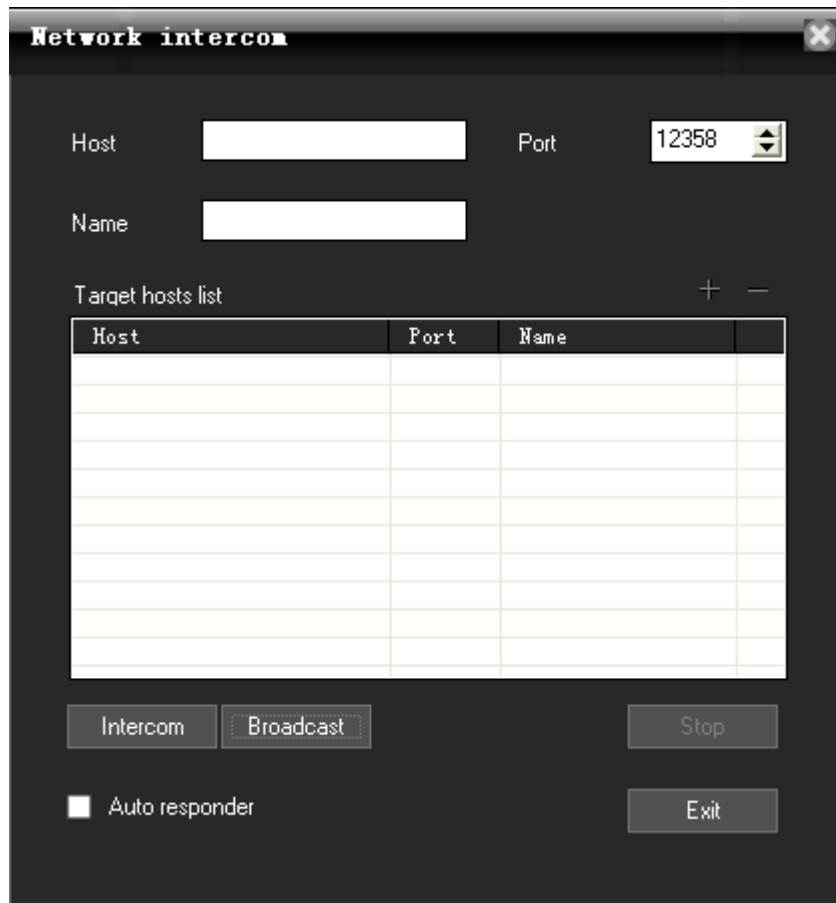 Network intercom
Host
Port
12358
Name
Target hosts list
+ −
Host Port Name
Intercom Broadcast Stop
Auto responder
Exit